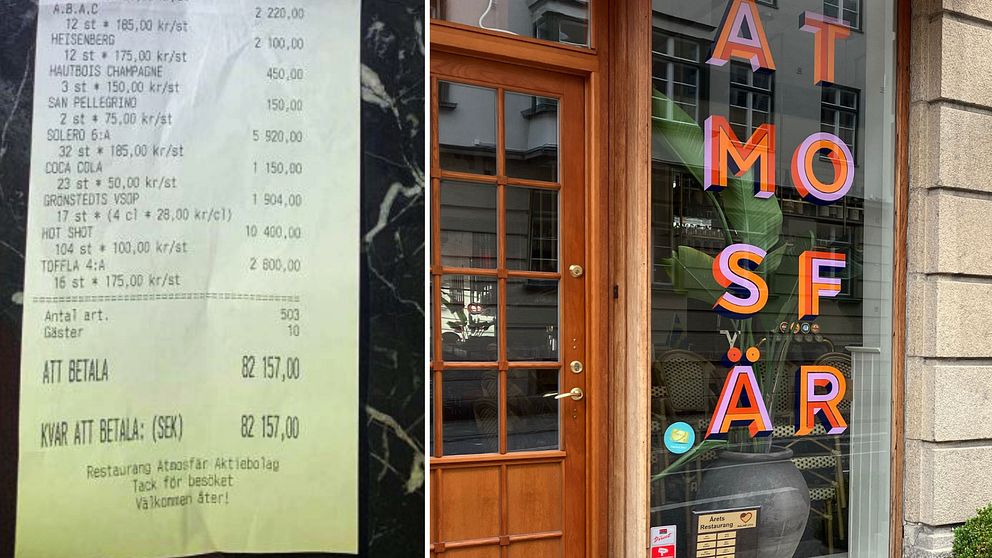 A.B.A.C 2 220,00
12 st * 185,00 kr/st
HEISENBERG 2 100,00
12 st * 175,00 kr/st
HAUTBOIS CHAMPAGNE 450,00
3 st * 150,00 kr/st
SAN PELLEGRINO 150,00
2 st * 75,00 kr/st
SOLERO 6:A 5 920,00
32 st * 185,00 kr/st
COCA COLA 1 150,00
23 st * 50,00 kr/st
GRÖNSTEDTS VSOP 1 904,00
17 st * (4 cl * 28,00 kr/cl)
HOT SHOT 10 400,00
104 st * 100,00 kr/st
TOFFLA 4:A 2 800,00
16 st * 175,00 kr/st
Antal art. 503
Gäster 10
ATT BETALA 82 157,00
KVAR ATT BETALA: (SEK) 82 157,00
Restaurang Atmosfär Aktiebolag
Tack för besöket
Välkommen åter!
AT
MO
SF
ÄR
Årets
Restaurang